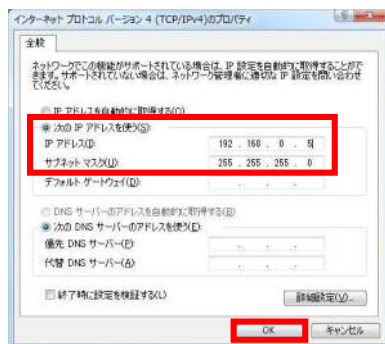 インターネット プロトコル バージョン 4 (TCP/IPv4)のプロパティ
全般
ネットワークでこの機能がサポートされている場合は、IP 設定を自動的に取得することがで
きます。サポートされていない場合は、ネットワーク管理者に適切な IP 設定を問い合わせ
てください。
IP アドレスを自動的に取得する(O)
次の IP アドレスを使う(S):
IP アドレス(I): 192 . 168 . 0 . 5
サブネット マスク(U): 255 . 255 . 255 . 0
デフォルト ゲートウェイ(D): . . .
DNS サーバーのアドレスを自動的に取得する(B)
次の DNS サーバーのアドレスを使う(E):
優先 DNS サーバー(P): . . .
代替 DNS サーバー(A): . . .
終了時に設定を検証する(L)
詳細設定(V)...
OK キャンセル